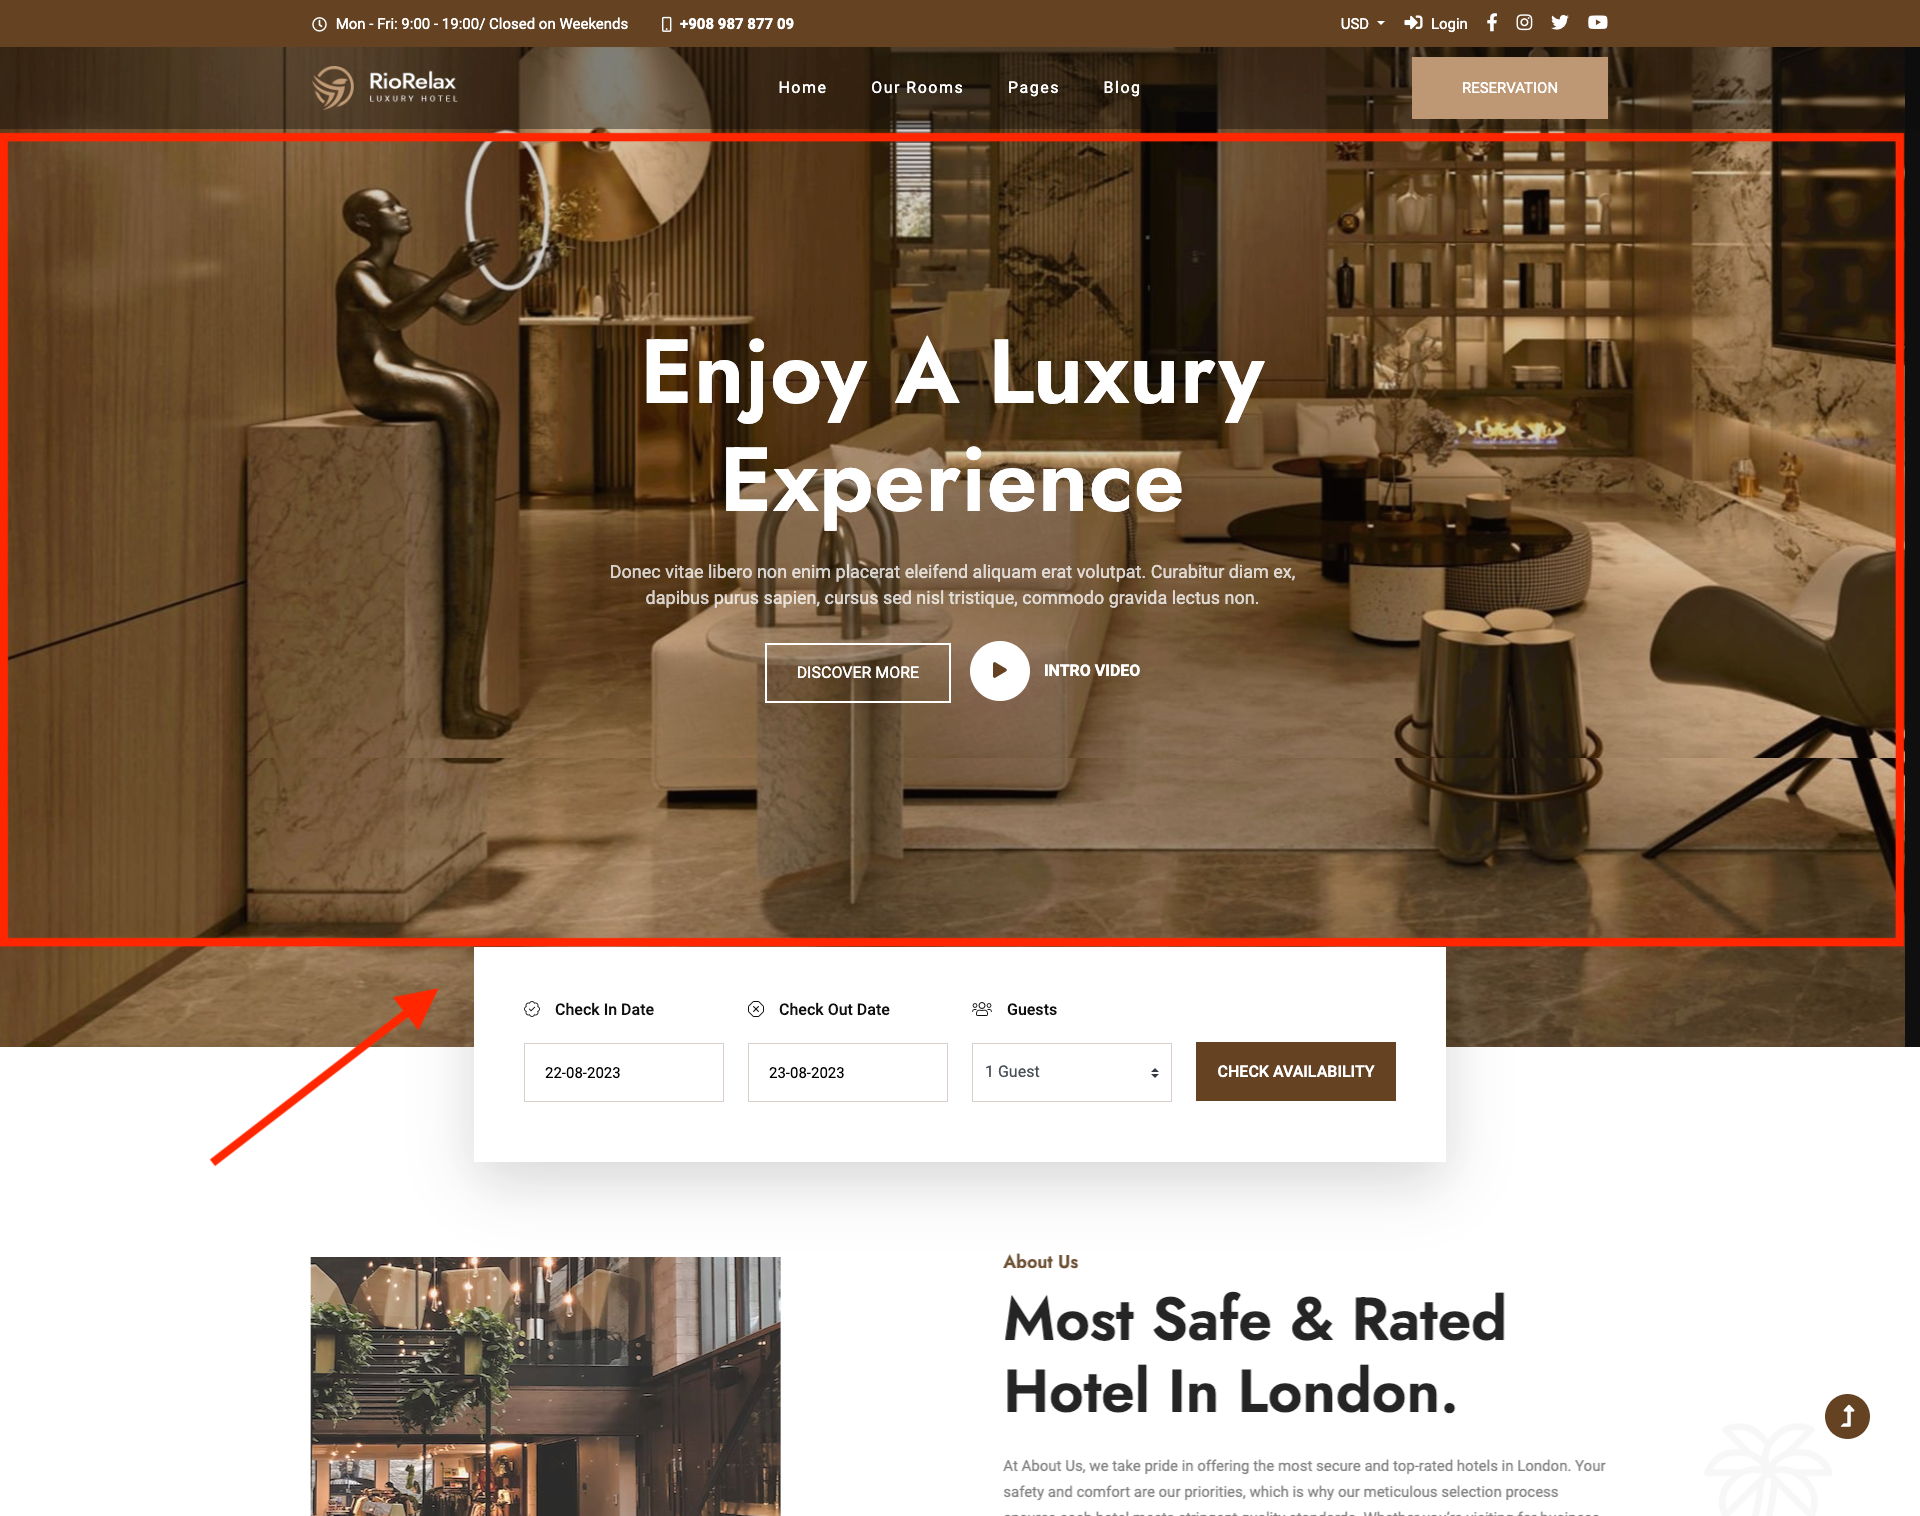 Mon - Fri: 9:00 - 19:00/ Closed on Weekends
+908 987 877 09
USD
Login
RioRelax
LUXURY HOTEL
Home
Our Rooms
Pages
Blog
RESERVATION
Enjoy A Luxury
Experience
Donec vitae libero non enim placerat eleifend aliquam erat volutpat. Curabitur diam ex,
dapibus purus sapien, cursus sed nisl tristique, commodo gravida lectus non.
DISCOVER MORE
INTRO VIDEO
Check In Date
Check Out Date
Guests
22-08-2023
23-08-2023
1 Guest
CHECK AVAILABILITY
About Us
Most Safe & Rated
Hotel In London.
At About Us, we take pride in offering the most secure and top-rated hotels in London. Your
safety and comfort are our priorities, which is why our meticulous selection process